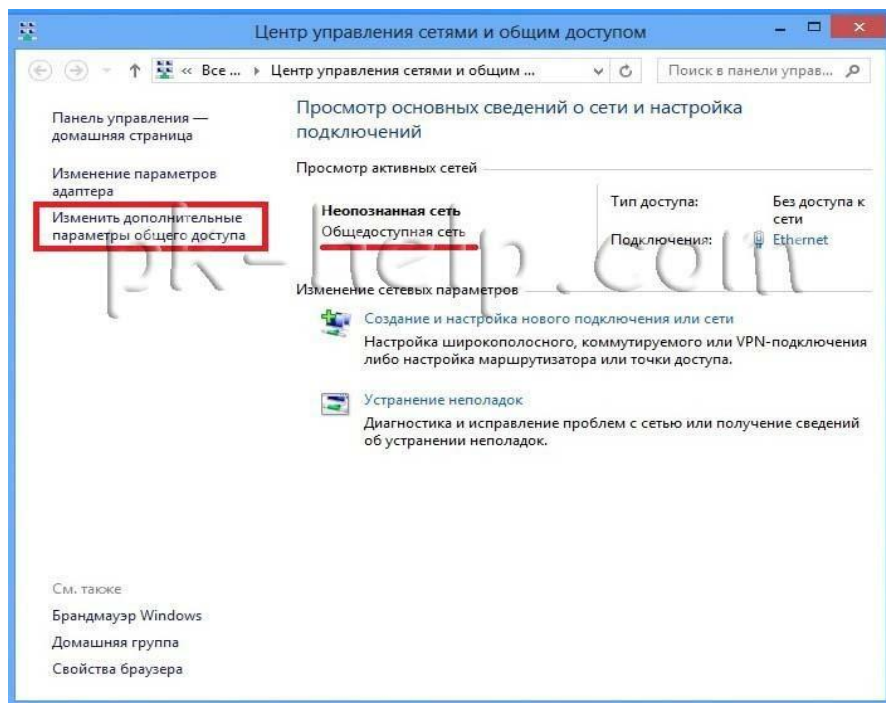 Центр управления сетями и общим доступом
« Все ... Центр управления сетями и общим ... Поиск в панели управ...
Панель управления —
домашняя страница
Изменение параметров
адаптера
Изменить дополнительные
параметры общего доступа
Просмотр основных сведений о сети и настройка
подключений
Просмотр активных сетей
Неопознанная сеть
Общедоступная сеть
Тип доступа: Без доступа к
сети
Подключения: Ethernet
Изменение сетевых параметров
Создание и настройка нового подключения или сети
Настройка широкополосного, коммутируемого или VPN-подключения
либо настройка маршрутизатора или точки доступа.
Устранение неполадок
Диагностика и исправление проблем с сетью или получение сведений
об устранении неполадок.
См. также
Брандмауэр Windows
Домашняя группа
Свойства браузера
pk-help.com